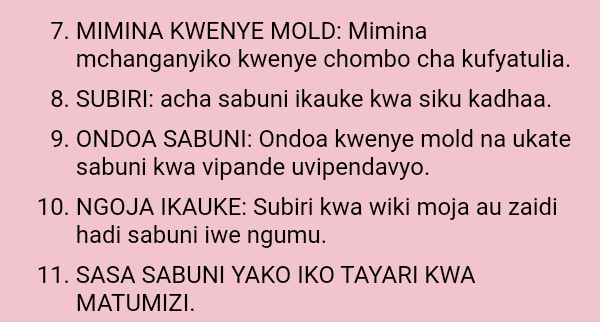 7. MIMINA KWENYE MOLD: Mimina
mchanganyiko kwenye chombo cha kufyatulia.
8. SUBIRI: acha sabuni ikauke kwa siku kadhaa.
9. ONDOA SABUNI: Ondoa kwenye mold na ukate
sabuni kwa vipande uvipendavyo.
10. NGOJA IKAUKE: Subiri kwa wiki moja au zaidi
hadi sabuni iwe ngumu.
11. SASA SABUNI YAKO IKO TAYARI KWA
MATUMIZI.